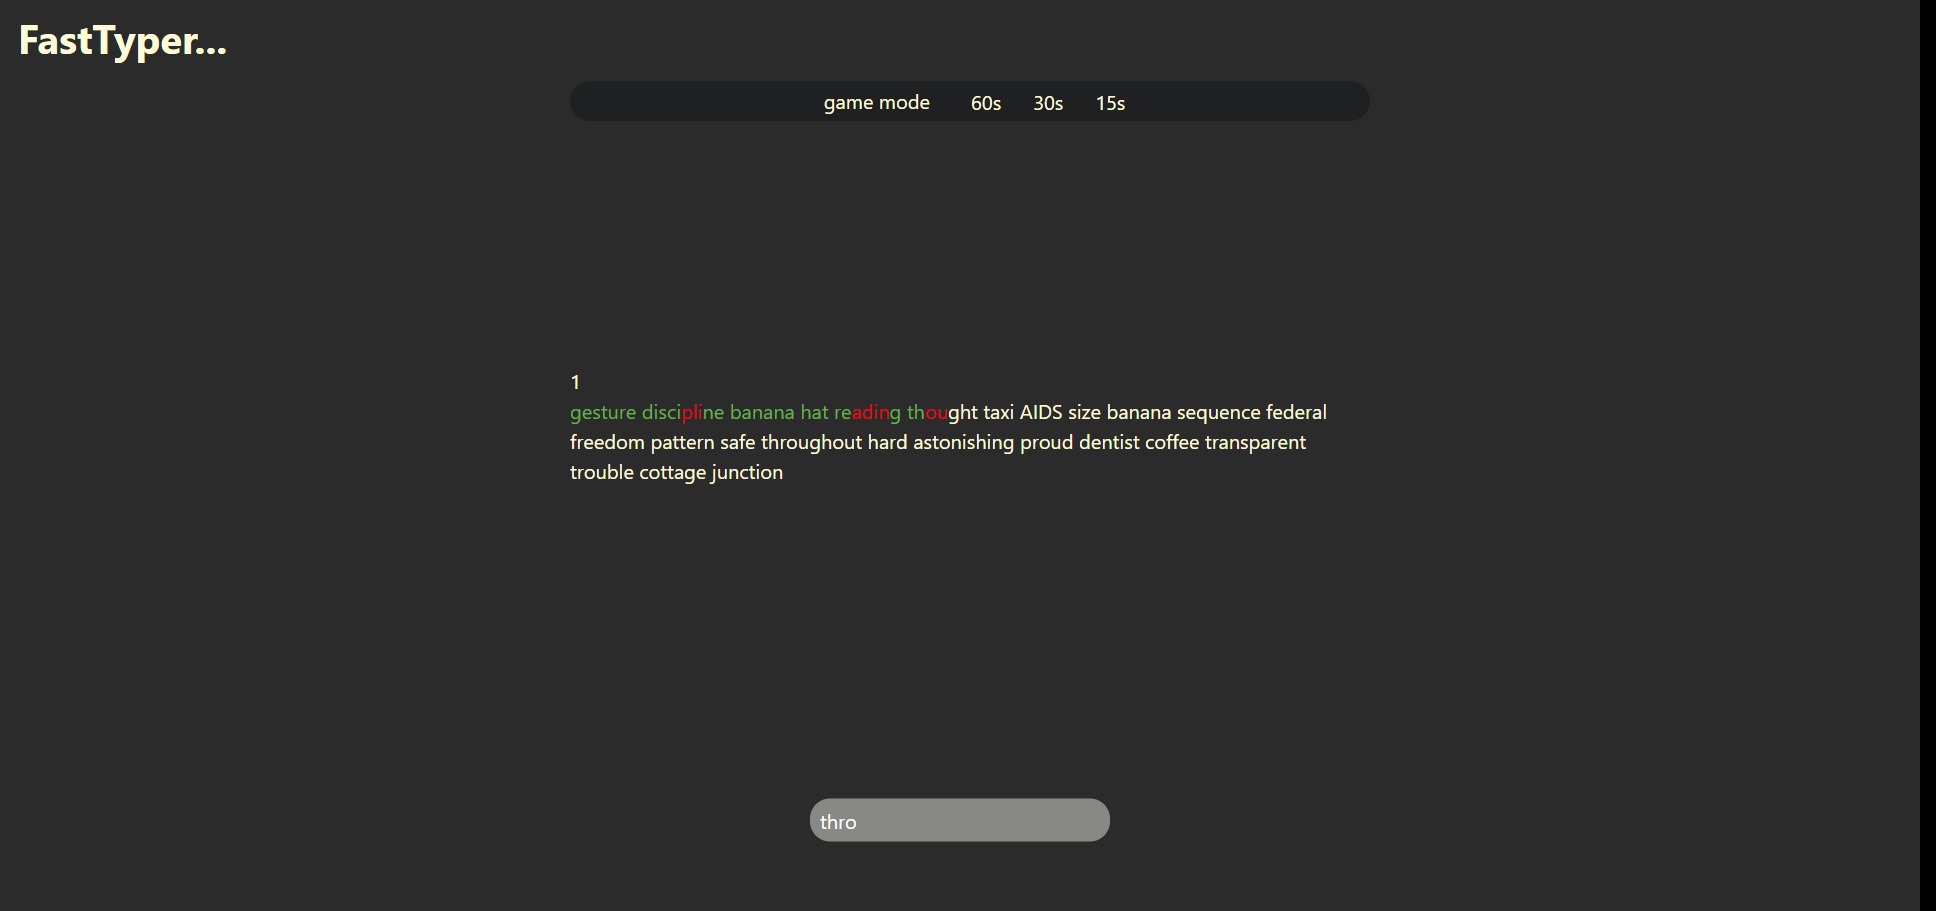 FastTyper...
game mode 60s 30s 15s
1
gesture discipline banana hat reading thought taxi AIDS size banana sequence federal
freedom pattern safe throughout hard astonishing proud dentist coffee transparent
trouble cottage junction
thro